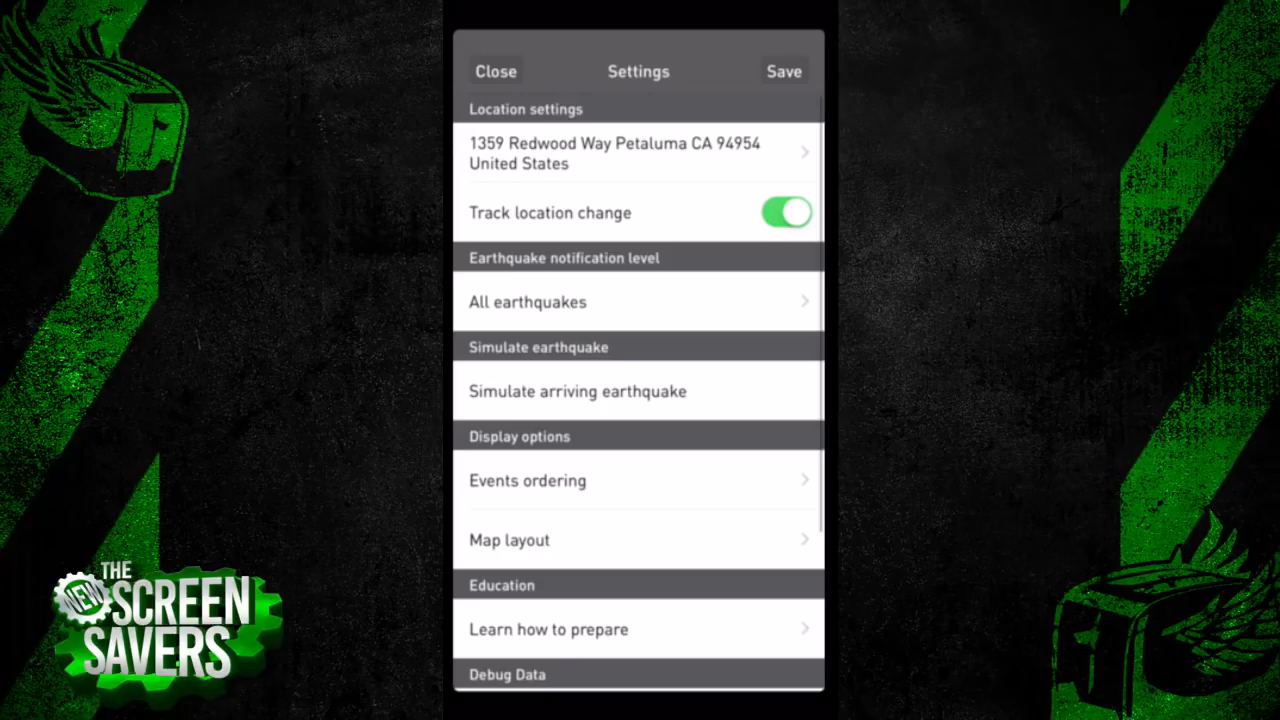 Close
Settings
Save
Location settings
1359 Redwood Way Petaluma CA 94954
United States
Track location change
Earthquake notification level
All earthquakes
Simulate earthquake
Simulate arriving earthquake
Display options
Events ordering
Map layout
Education
Learn how to prepare
Debug Data
THE
NEW
SCREEN
SAVERS